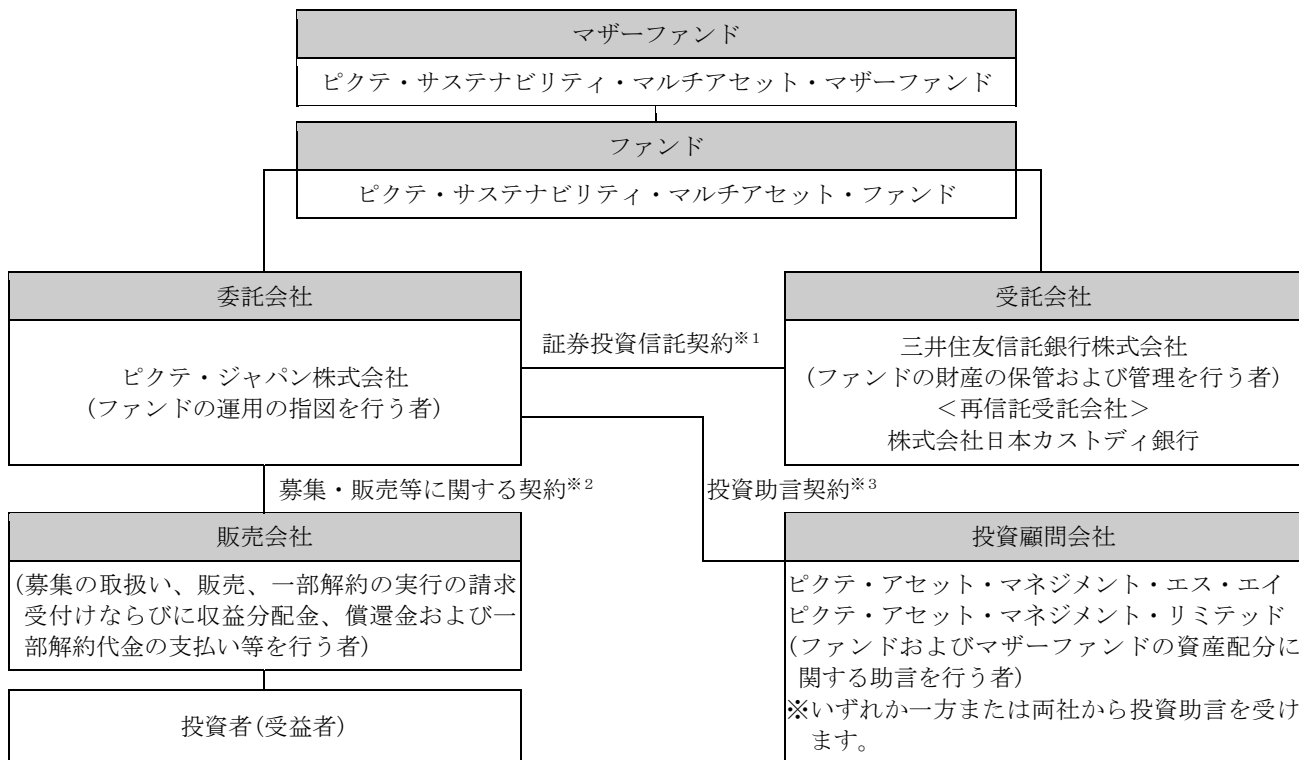 マザーファンド
ピクテ・サステナビリティ・マルチアセット・マザーファンド
ファンド
ピクテ・サステナビリティ・マルチアセット・ファンド
委託会社
ピクテ・ジャパン株式会社
(ファンドの運用の指図を行う者)
証券投資信託契約※1
受託会社
三井住友信託銀行株式会社
(ファンドの財産の保管および管理を行う者)
<再信託受託会社>
株式会社日本カストディ銀行
募集・販売等に関する契約※2
投資助言契約※3
販売会社
(募集の取扱い、販売、一部解約の実行の請求
受付けならびに収益分配金、償還金および一
部解約代金の支払い等を行う者)
投資者(受益者)
投資顧問会社
ピクテ・アセット・マネジメント・エス・エイ
ピクテ・アセット・マネジメント・リミテッド
(ファンドおよびマザーファンドの資産配分に
関する助言を行う者)
※いずれか一方または両社から投資助言を受け
ます。